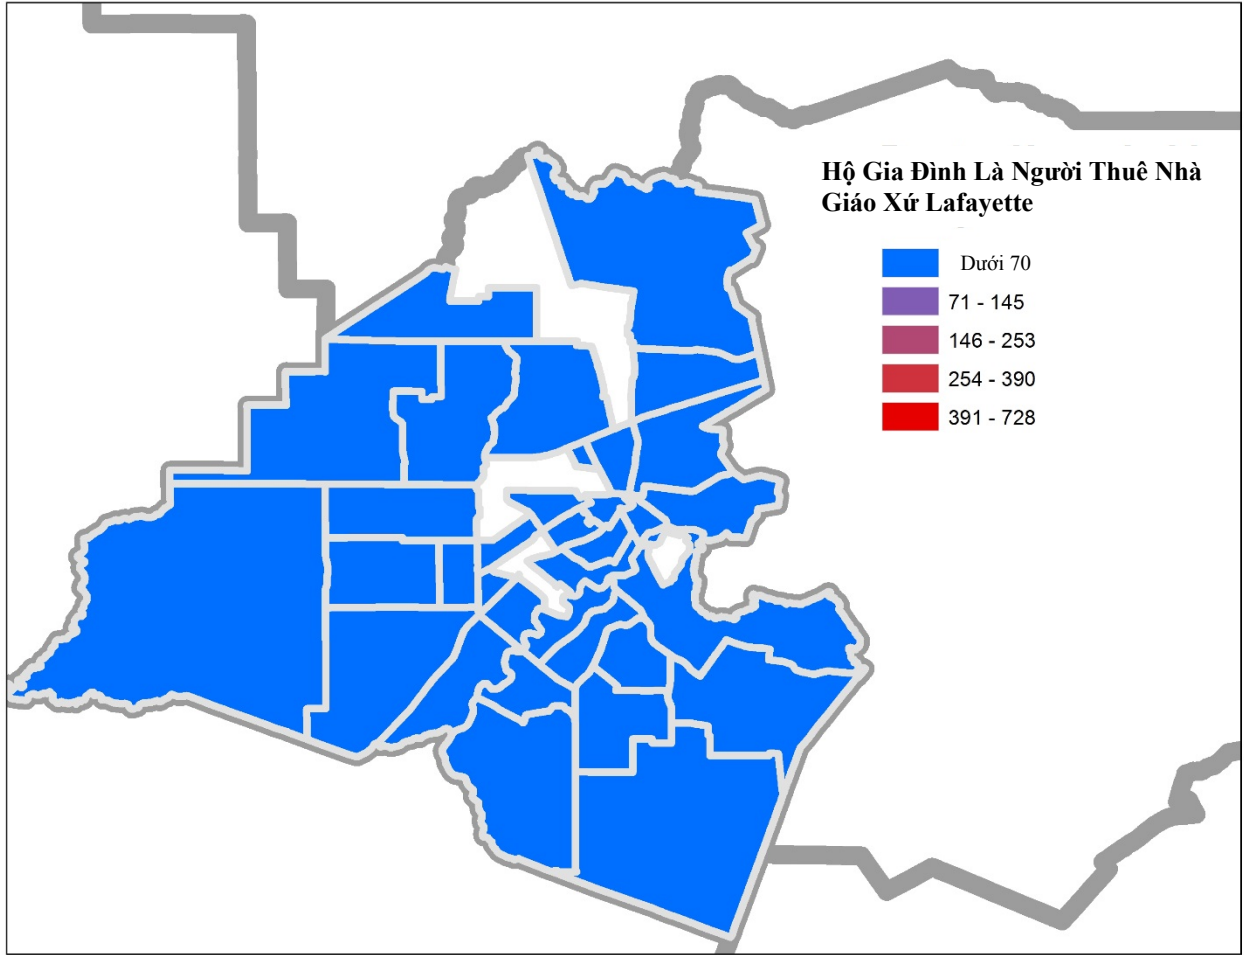 Hộ Gia Đình Là Người Thuê Nhà
Giáo Xứ Lafayette
Dưới 70
71 - 145
146 - 253
254 - 390
391 - 728